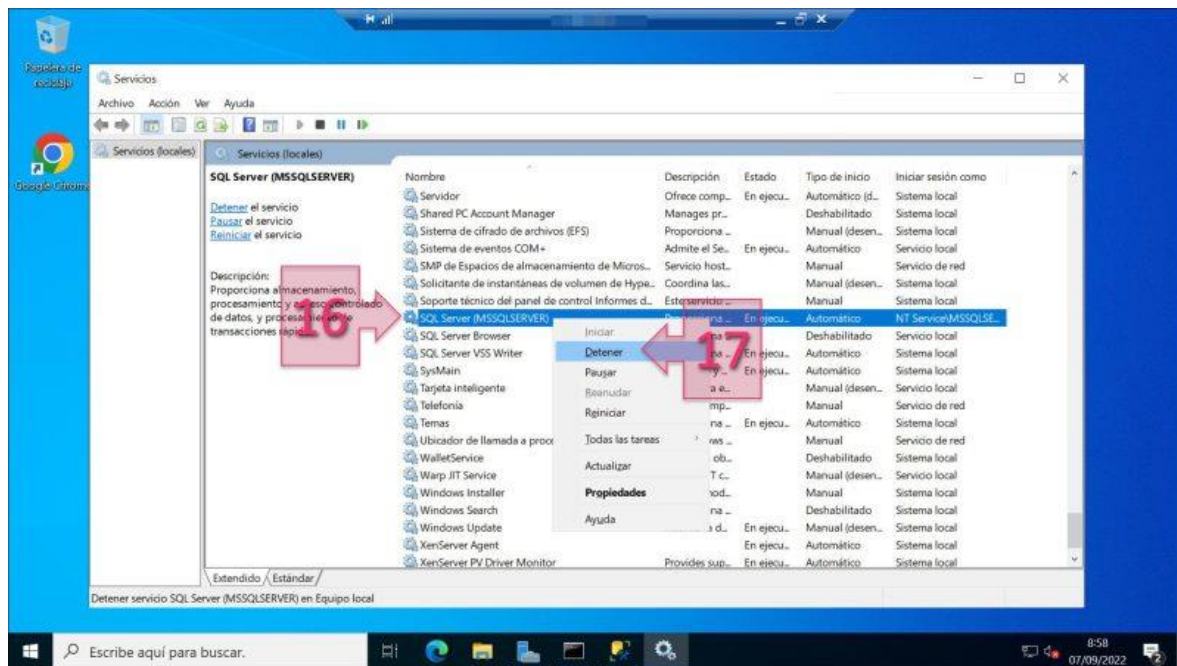 Papelera de
reciclaje
Google Chrome
Servicios
Archivo Acción Ver Ayuda
Servicios (locales)
Servicios (locales)
SQL Server (MSSQLSERVER)
Detener el servicio
Pausar el servicio
Reiniciar el servicio
Descripción:
Proporciona almacenamiento,
procesamiento y acceso controlado
de datos, y procesamiento de
transacciones rápido
16
Nombre Descripción Estado Tipo de inicio Iniciar sesión como
Servidor Ofrece comp... En ejecu... Automático (d... Sistema local
Shared PC Account Manager Manages pr... Deshabilitado Sistema local
Sistema de cifrado de archivos (EFS) Proporciona ... Manual (desen... Sistema local
Sistema de eventos COM+ Admite el Se... En ejecu... Automático Servicio local
SMP de Espacios de almacenamiento de Micros... Servicio host... Manual Servicio de red
Solicitante de instantáneas de volumen de Hype... Coordina las... Manual (desen... Sistema local
Soporte técnico del panel de control Informes d... Este servicio ... Manual Sistema local
SQL Server (MSSQLSERVER) Proporciona ... En ejecu... Automático NT Service\MSSQLSE...
SQL Server Browser Deshabilitado Servicio local
SQL Server VSS Writer En ejecu... Automático Sistema local
SysMain En ejecu... Automático Sistema local
Tarjeta inteligente Manual (desen... Servicio local
Telefonía Manual Servicio de red
Temas En ejecu... Automático Sistema local
Ubicador de llamada a proce Manual Servicio de red
WalletService Deshabilitado Sistema local
Warp JIT Service Manual (desen... Servicio local
Windows Installer Manual Sistema local
Windows Search Deshabilitado Sistema local
Windows Update En ejecu... Manual (desen... Sistema local
XenServer Agent En ejecu... Automático Sistema local
XenServer PV Driver Monitor Provides sup... En ejecu... Automático Sistema local
Iniciar
Detener
Pausar
Reanudar
Reiniciar
Todas las tareas
Actualizar
Propiedades
Ayuda
17
Extendido Estándar
Detener servicio SQL Server (MSSQLSERVER) en Equipo local
Escribe aquí para buscar.
8:58
07/09/2022
2